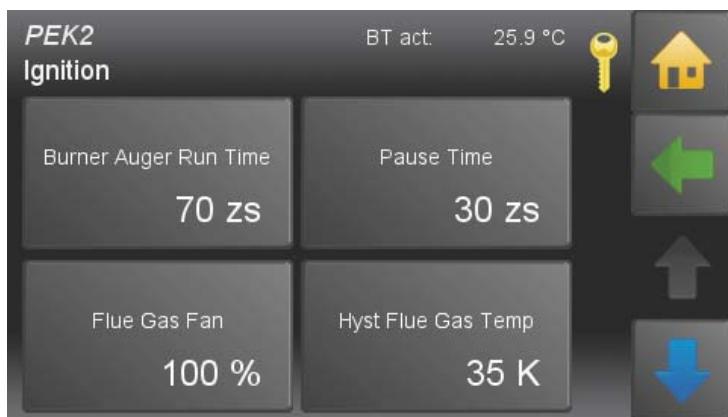 PEK2 BT act: 25.9 °C
Ignition
Burner Auger Run Time
70 zs
Pause Time
30 zs
Flue Gas Fan
100 %
Hyst Flue Gas Temp
35 K